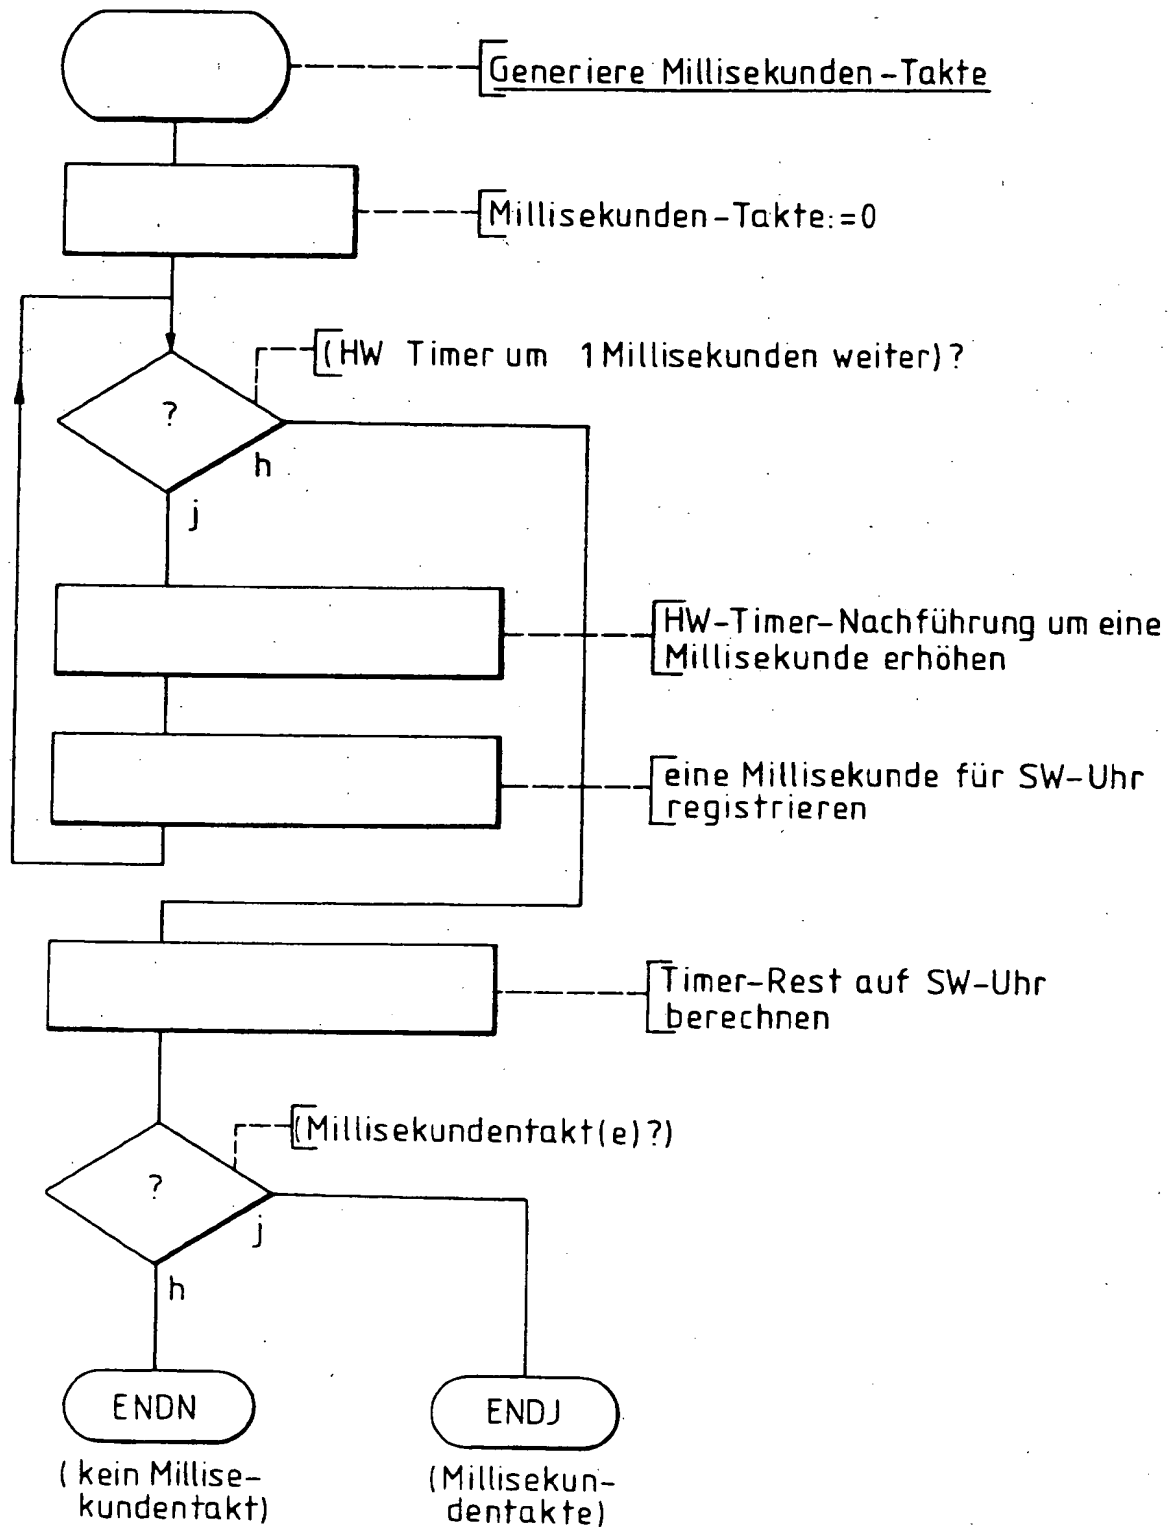 Generiere Millisekunden-Takte
Millisekunden-Takte:=0
(HW Timer um 1 Millisekunden weiter)?
?
h
j
HW-Timer-Nachführung um eine
Millisekunde erhöhen
eine Millisekunde für SW-Uhr
registrieren
Timer-Rest auf SW-Uhr
berechnen
(Millisekundentakt(e)?)
?
j
h
ENDN
ENDJ
(kein Millise-
kundentakt)
(Millisekun-
dentakte)